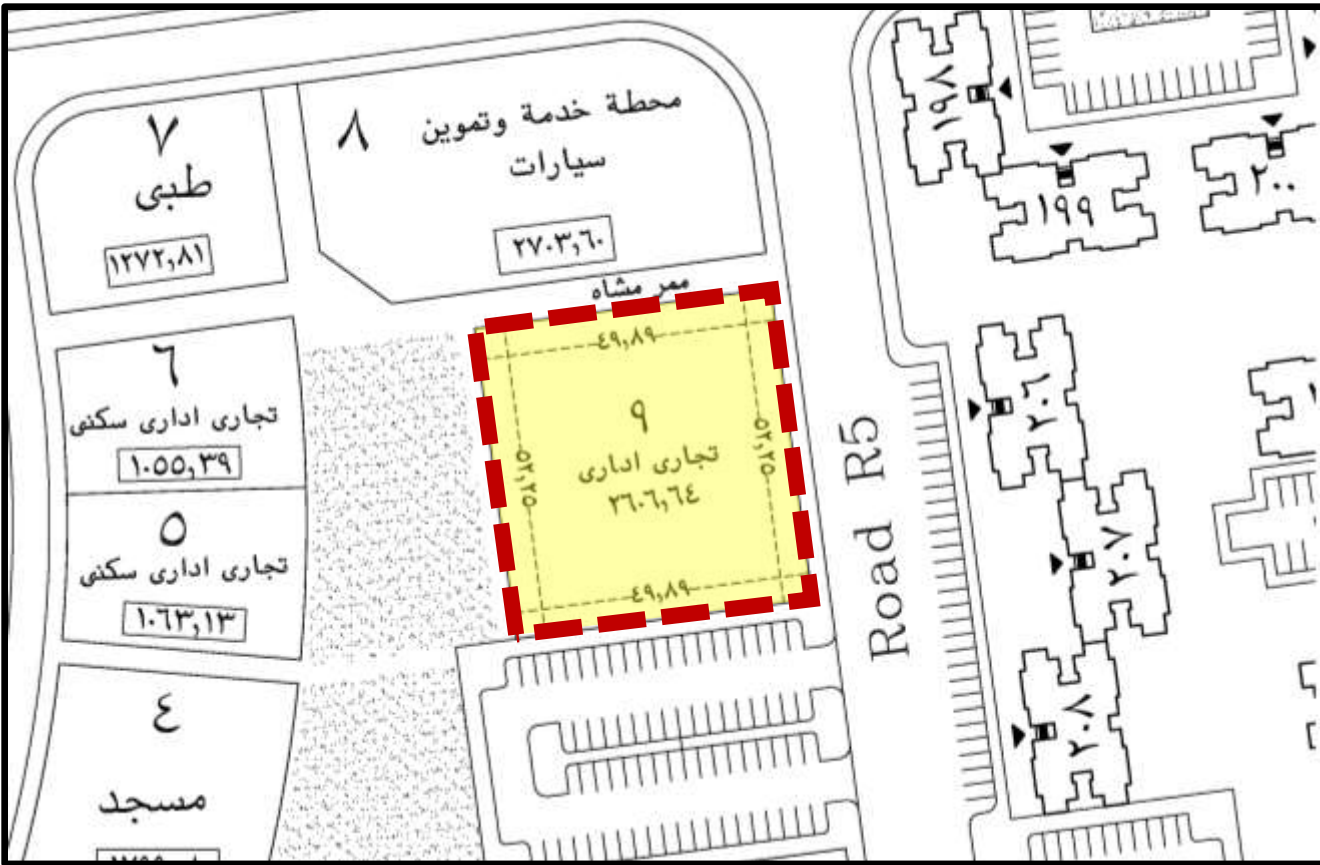 ٧
طبى
١٢٧٢,٨١
٨
محطة خدمة وتموين
سيارات
٢٧٠٣,٦٠
ممر مشاه
٦
تجارى ادارى سكنى
١٠٥٥,٣٩
٥
تجارى ادارى سكنى
١٠٦٣,١٣
٤
مسجد
٤٩,٨٩
٥٢,٢٥
٩
تجارى ادارى
٢٦٠٦,٦٤
٥٢,٢٥
٤٩,٨٩
Road R5
١٩٨
١٩٩
٢٠٠
٢٠٦
٢٠٧
٢٠٨